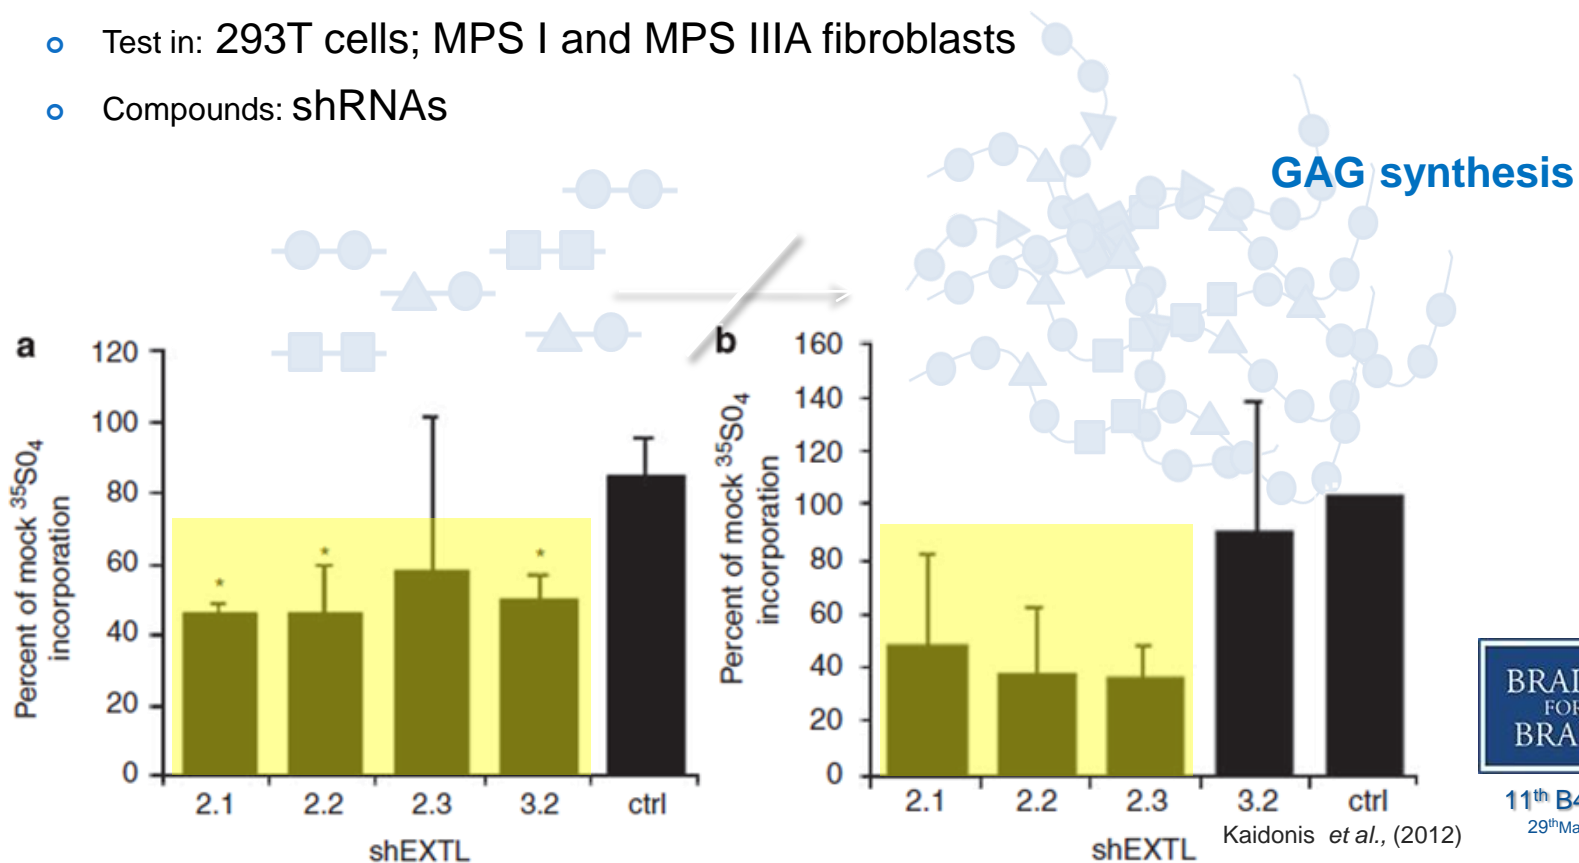 Test in: 293T cells; MPS I and MPS IIIA fibroblasts
Compounds: shRNAs
GAG synthesis
a
Percent of mock ³⁵S0₄
incorporation
120
100
80
60
40
20
0
*
*
*
2.1 2.2 2.3 3.2 ctrl
shEXTL
b
Percent of mock ³⁵S0₄
incorporation
160
140
120
100
80
60
40
20
0
2.1 2.2 2.3 3.2 ctrl
shEXTL
Kaidonis et al., (2012)
FOR
11th